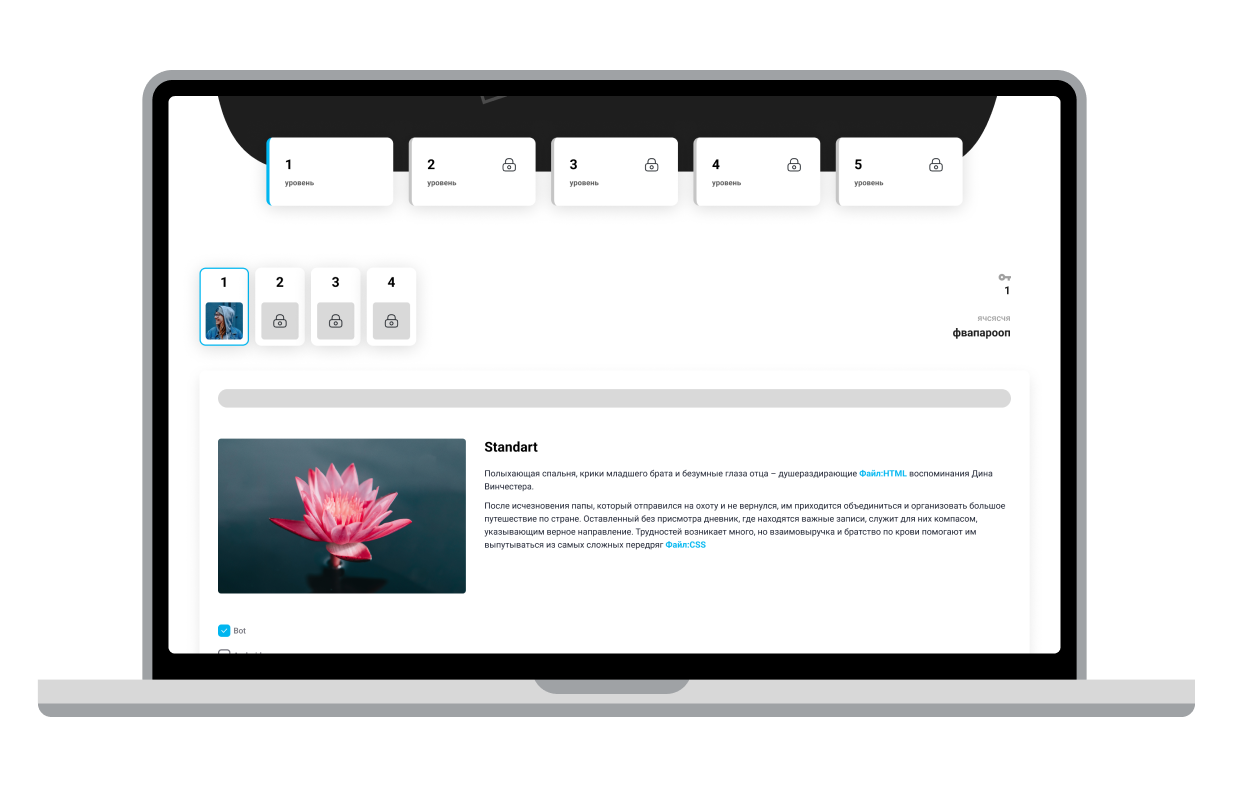 1
уровень
2
уровень
3
уровень
4
уровень
5
уровень
1
2
3
4
1
ячсясчя
фвапарооп
Standart
Полыхающая спальня, крики младшего брата и безумные глаза отца – душераздирающие Файл:HTML воспоминания Дина
Винчестера.
После исчезновения папы, который отправился на охоту и не вернулся, им приходится объединиться и организовать большое
путешествие по стране. Оставленный без присмотра дневник, где находятся важные записи, служит для них компасом,
указывающим верное направление. Трудностей возникает много, но взаимовыручка и братство по крови помогают им
выпутываться из самых сложных передряг Файл:CSS
Bot